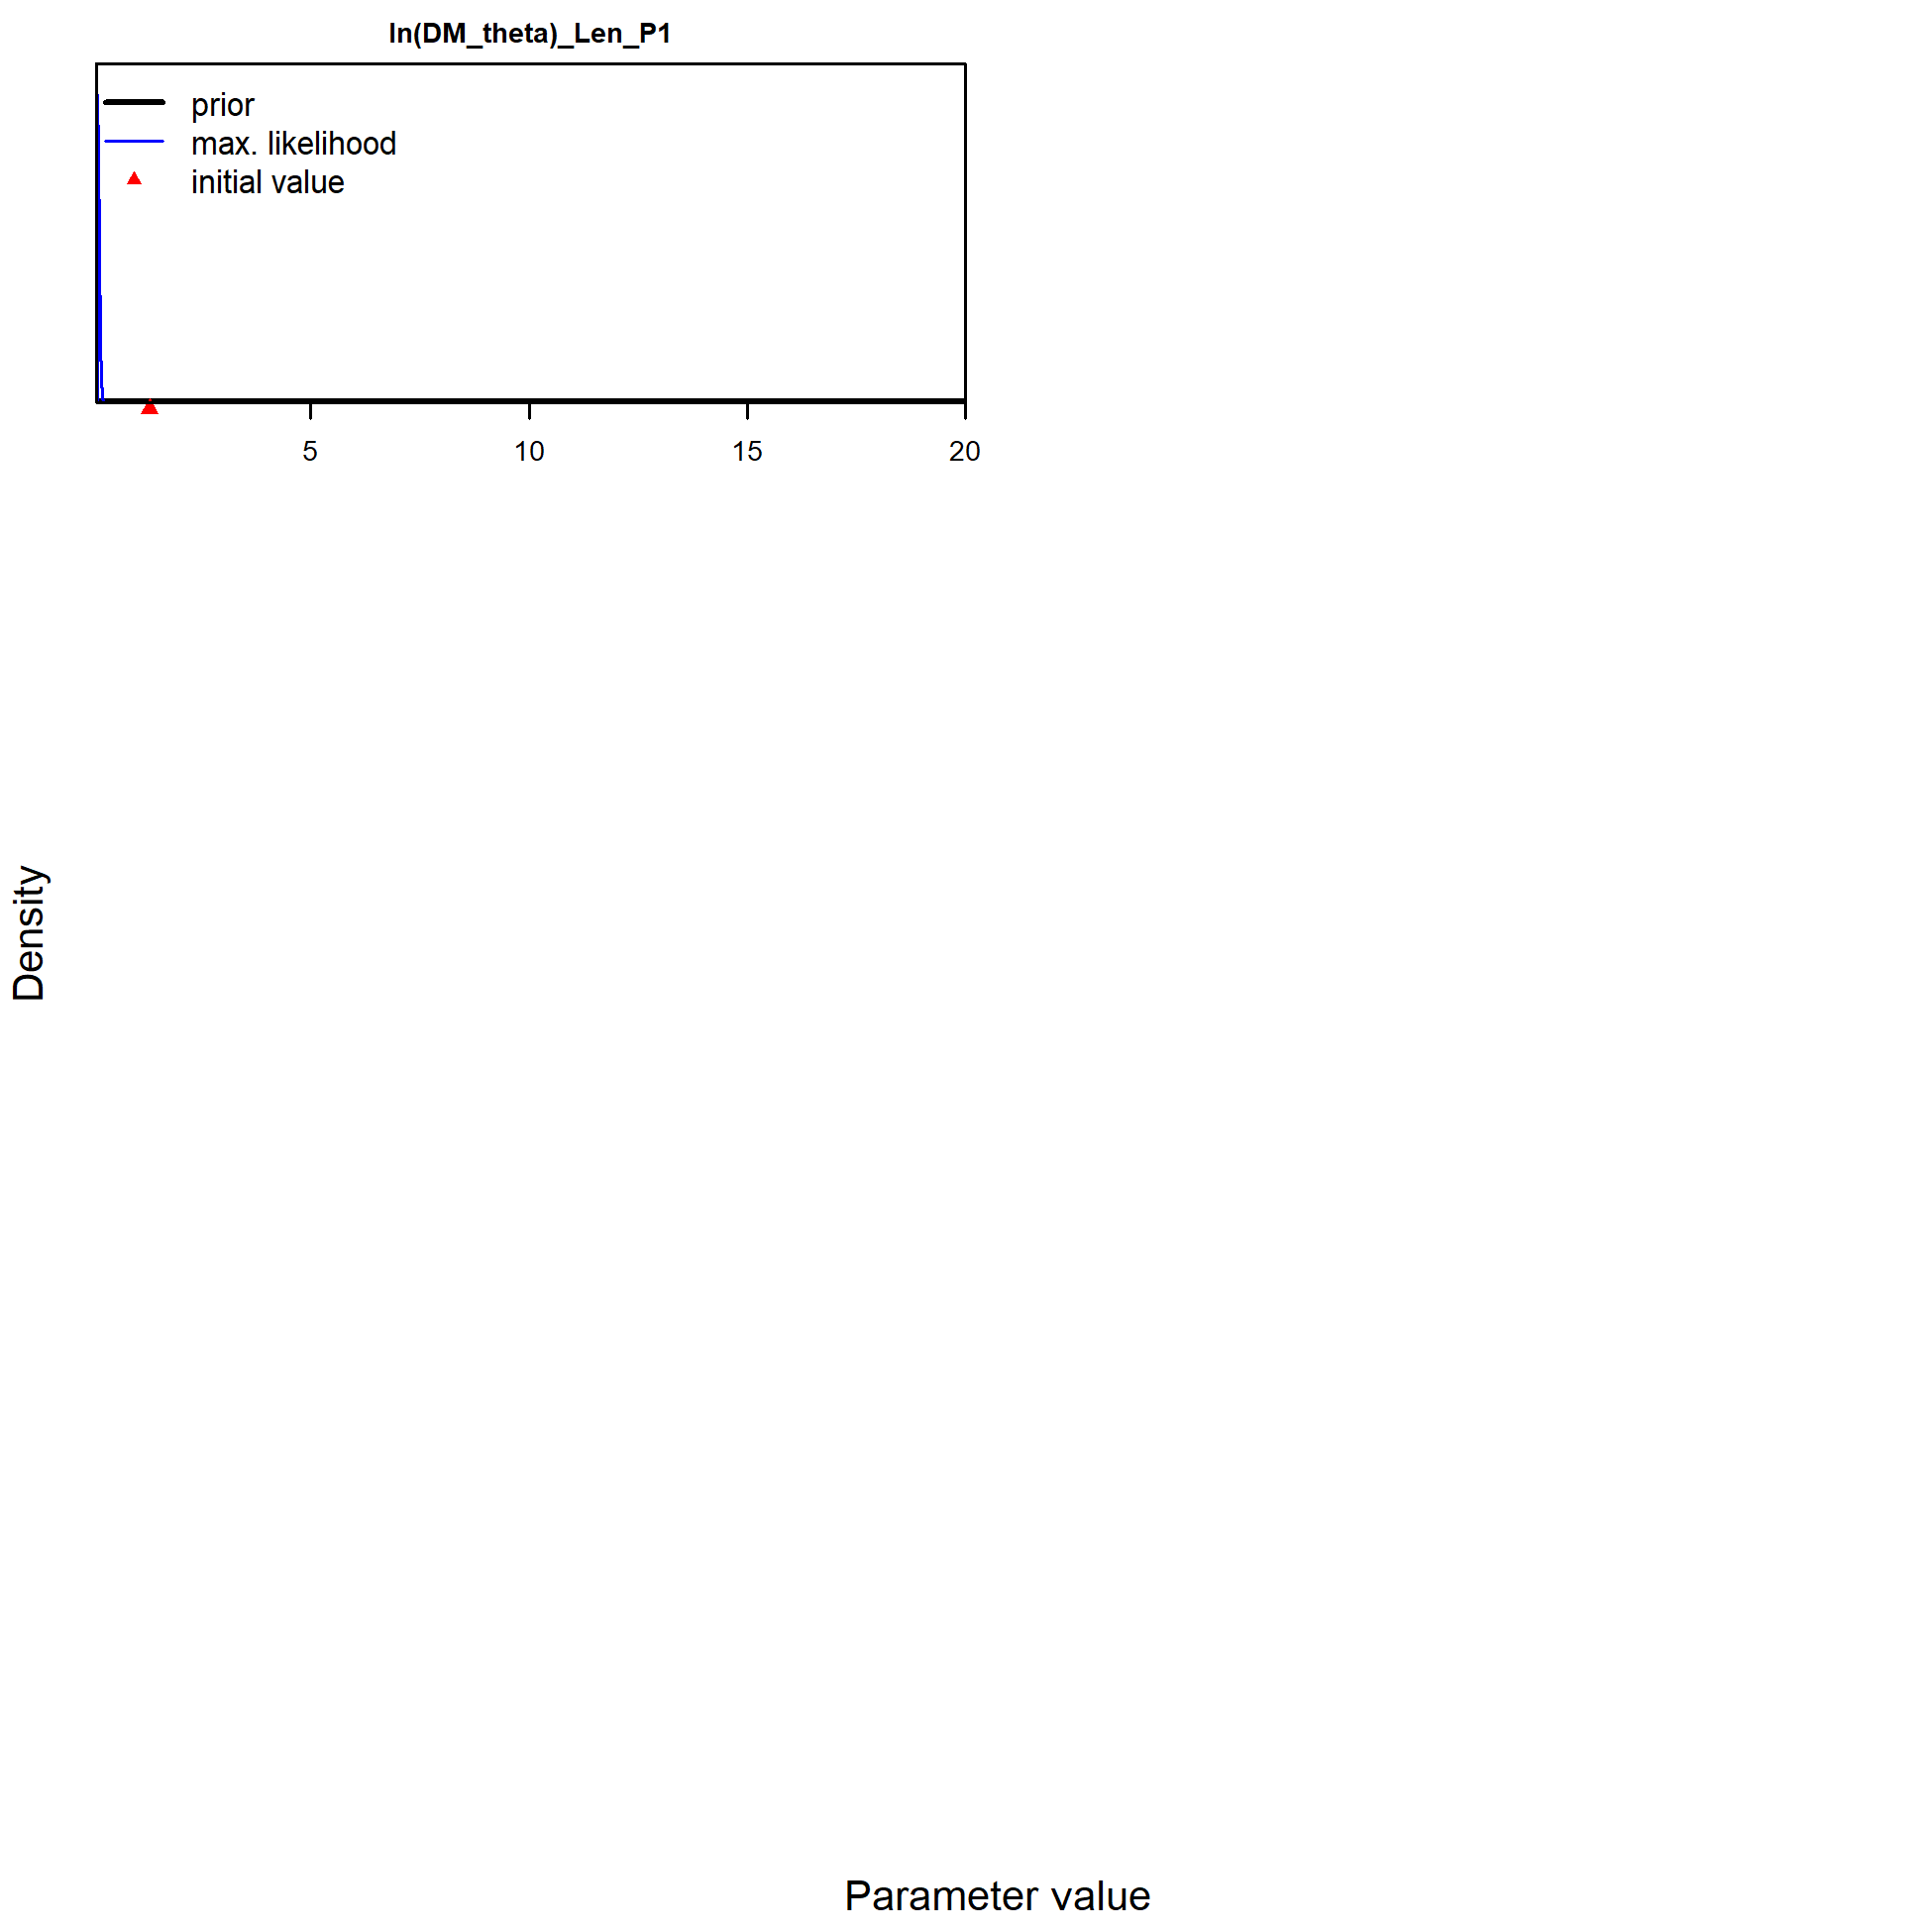 ln(DM_theta)_Len_P1
prior
max. likelihood
initial value
5 10 15 20
Density
Parameter value